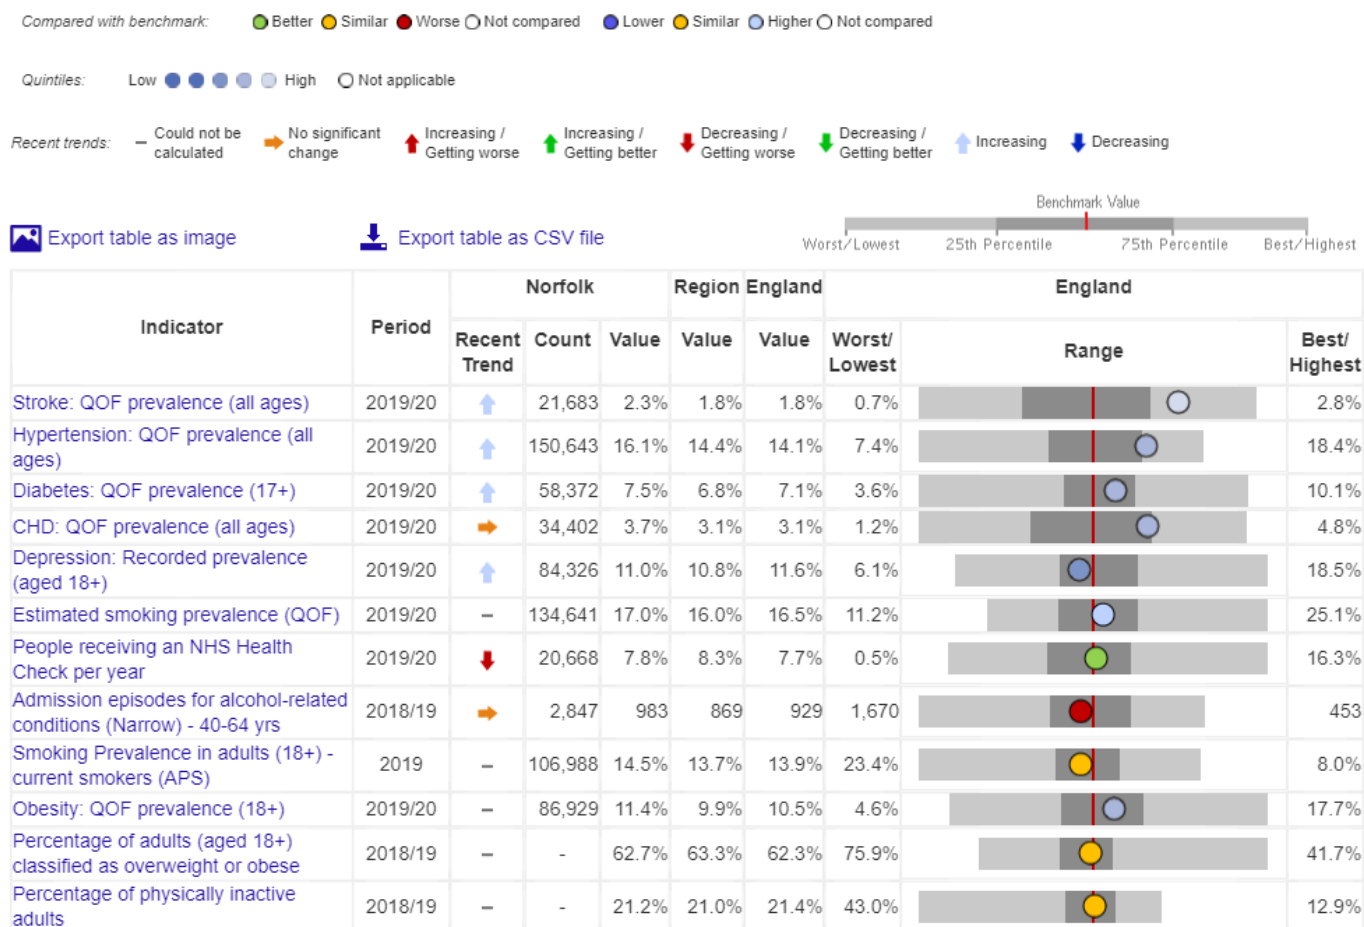 Compared with benchmark: Better Similar Worse Not compared Lower Similar Higher Not compared
Quintiles: Low High Not applicable
Recent trends: – Could not be calculated No significant change Increasing / Getting worse Increasing / Getting better Decreasing / Getting worse Decreasing / Getting better Increasing Decreasing
Benchmark Value
Export table as image Export table as CSV file
Worst/Lowest 25th Percentile 75th Percentile Best/Highest
Norfolk Region England England
Indicator Period Recent Trend Count Value Value Value Worst/ Lowest Range Best/ Highest
Stroke: QOF prevalence (all ages) 2019/20 21,683 2.3% 1.8% 1.8% 0.7% 2.8%
Hypertension: QOF prevalence (all ages) 2019/20 150,643 16.1% 14.4% 14.1% 7.4% 18.4%
Diabetes: QOF prevalence (17+) 2019/20 58,372 7.5% 6.8% 7.1% 3.6% 10.1%
CHD: QOF prevalence (all ages) 2019/20 34,402 3.7% 3.1% 3.1% 1.2% 4.8%
Depression: Recorded prevalence (aged 18+) 2019/20 84,326 11.0% 10.8% 11.6% 6.1% 18.5%
Estimated smoking prevalence (QOF) 2019/20 – 134,641 17.0% 16.0% 16.5% 11.2% 25.1%
People receiving an NHS Health Check per year 2019/20 20,668 7.8% 8.3% 7.7% 0.5% 16.3%
Admission episodes for alcohol-related conditions (Narrow) - 40-64 yrs 2018/19 2,847 983 869 929 1,670 453
Smoking Prevalence in adults (18+) - current smokers (APS) 2019 – 106,988 14.5% 13.7% 13.9% 23.4% 8.0%
Obesity: QOF prevalence (18+) 2019/20 – 86,929 11.4% 9.9% 10.5% 4.6% 17.7%
Percentage of adults (aged 18+) classified as overweight or obese 2018/19 – - 62.7% 63.3% 62.3% 75.9% 41.7%
Percentage of physically inactive adults 2018/19 – - 21.2% 21.0% 21.4% 43.0% 12.9%